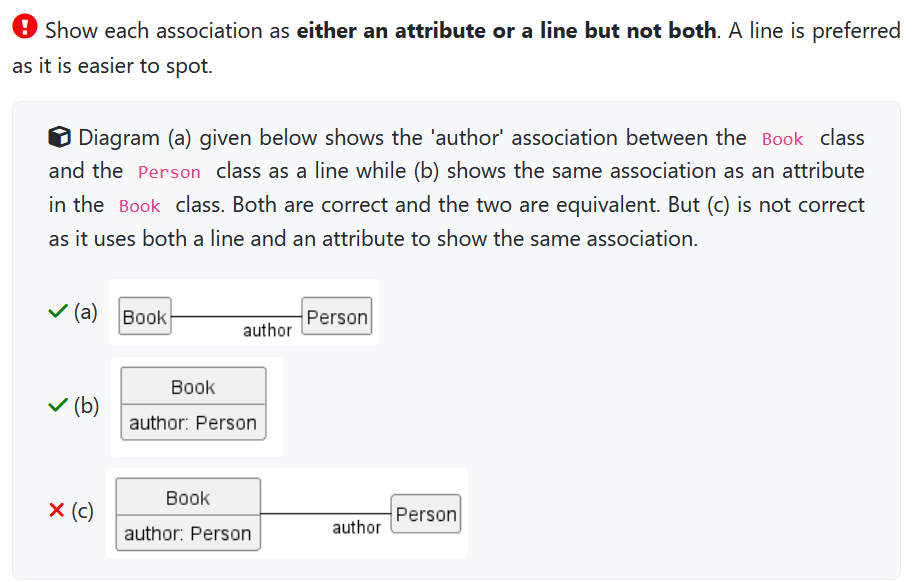 Show each association as either an attribute or a line but not both. A line is preferred
as it is easier to spot.
Diagram (a) given below shows the 'author' association between the Book class
and the Person class as a line while (b) shows the same association as an attribute
in the Book class. Both are correct and the two are equivalent. But (c) is not correct
as it uses both a line and an attribute to show the same association.
(a)
Book
author
Person
(b)
Book
author: Person
(c)
Book
author: Person
author
Person